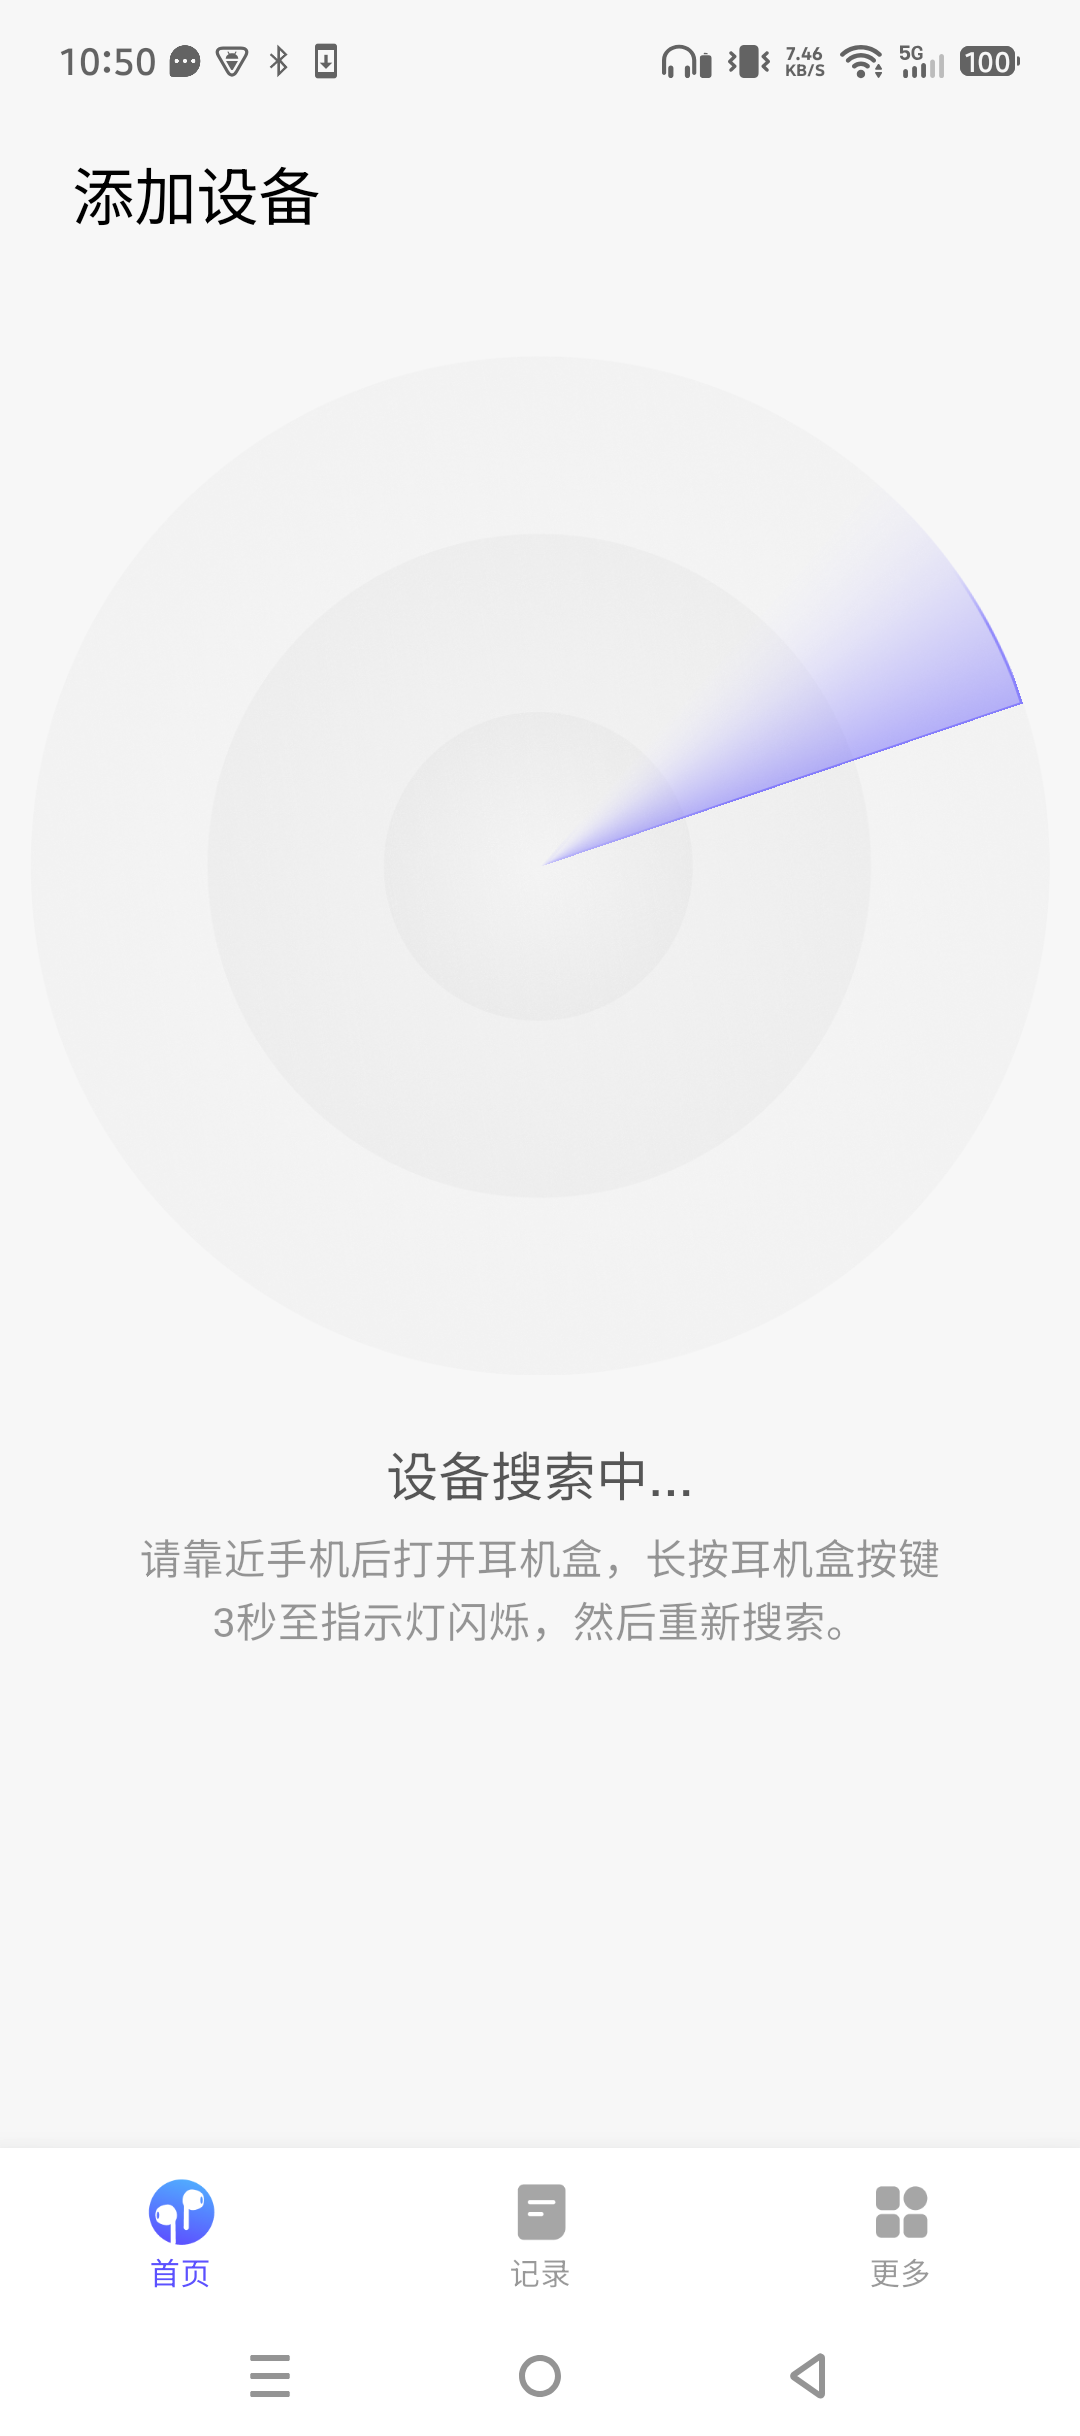 10:50
7.46
KB/S
5G
100
添加设备
设备搜索中...
请靠近手机后打开耳机盒，长按耳机盒按键
3秒至指示灯闪烁，然后重新搜索。
首页
记录
更多